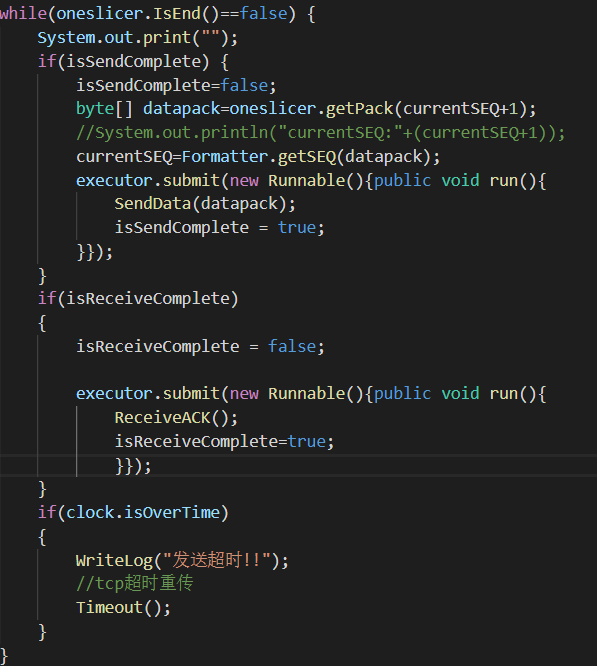 while(oneslicer.IsEnd()==false) {
System.out.print("");
if(isSendComplete) {
isSendComplete=false;
byte[] datapack=oneslicer.getPack(currentSEQ+1);
//System.out.println("currentSEQ:"+(currentSEQ+1));
currentSEQ=Formatter.getSEQ(datapack);
executor.submit(new Runnable(){public void run(){
SendData(datapack);
isSendComplete = true;
}});
}
if(isReceiveComplete)
{
isReceiveComplete = false;
executor.submit(new Runnable(){public void run(){
ReceiveACK();
isReceiveComplete=true;
}});
}
if(clock.isOverTime)
{
WriteLog("发送超时!!");
//tcp超时重传
Timeout();
}
}